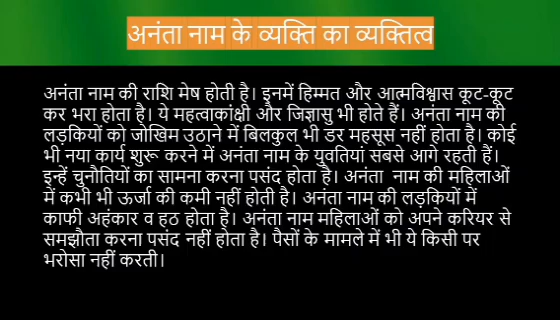 अनंता नाम के व्यक्ति का व्यक्तित्व
अनंता नाम की राशि मेष होती है। इनमें हिम्मत और आत्मविश्वास कूट-कूट
कर भरा होता है। ये महत्वाकांक्षी और जिज्ञासु भी होते हैं। अनंता नाम की
लड़कियों को जोखिम उठाने में बिलकुल भी डर महसूस नहीं होता है। कोई
भी नया कार्य शुरू करने में अनंता नाम के युवतियां सबसे आगे रहती हैं।
इन्हें चुनौतियों का सामना करना पसंद होता है। अनंता नाम की महिलाओं
में कभी भी ऊर्जा की कमी नहीं होती है। अनंता नाम की लड़कियों में
काफी अहंकार व हठ होता है। अनंता नाम महिलाओं को अपने करियर से
समझौता करना पसंद नहीं होता है। पैसों के मामले में भी ये किसी पर
भरोसा नहीं करती।